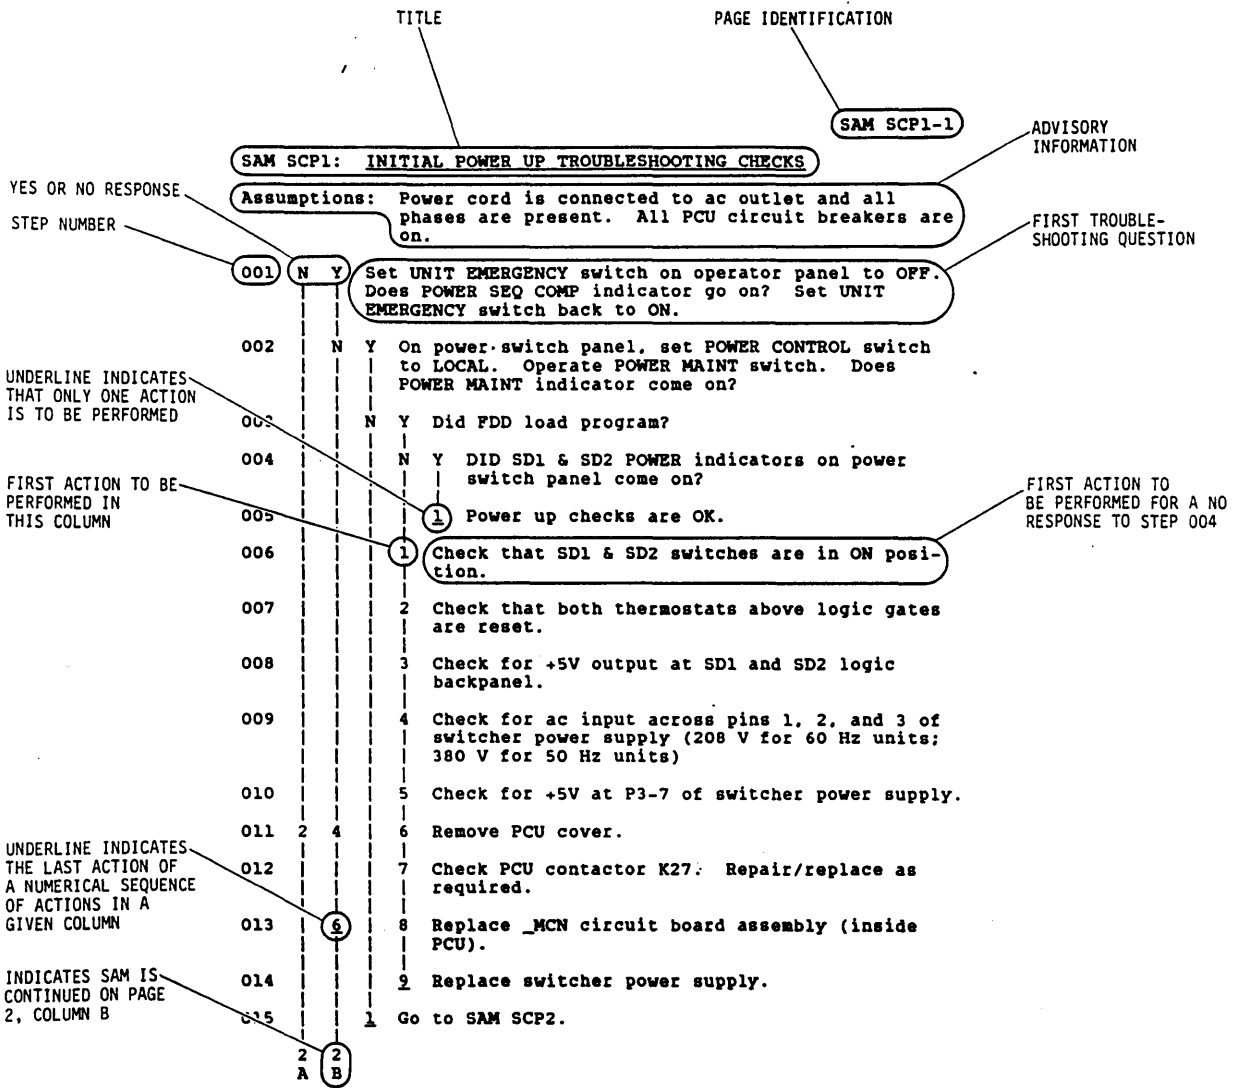 TITLE
PAGE IDENTIFICATION
SAM SCP1-1
ADVISORY
INFORMATION
SAM SCP1: INITIAL POWER UP TROUBLESHOOTING CHECKS
YES OR NO RESPONSE
Assumptions: Power cord is connected to ac outlet and all
phases are present. All PCU circuit breakers are
on.
STEP NUMBER
FIRST TROUBLE-
SHOOTING QUESTION
001 N Y Set UNIT EMERGENCY switch on operator panel to OFF.
Does POWER SEQ COMP indicator go on? Set UNIT
EMERGENCY switch back to ON.
002 N Y On power switch panel, set POWER CONTROL switch
to LOCAL. Operate POWER MAINT switch. Does
POWER MAINT indicator come on?
UNDERLINE INDICATES
THAT ONLY ONE ACTION
IS TO BE PERFORMED
003 N Y Did FDD load program?
004 N Y DID SD1 & SD2 POWER indicators on power
switch panel come on?
FIRST ACTION TO BE
PERFORMED IN
THIS COLUMN
FIRST ACTION TO
BE PERFORMED FOR A NO
RESPONSE TO STEP 004
005 1 Power up checks are OK.
006 1 Check that SD1 & SD2 switches are in ON posi-
tion.
007 2 Check that both thermostats above logic gates
are reset.
008 3 Check for +5V output at SD1 and SD2 logic
backpanel.
009 4 Check for ac input across pins 1, 2, and 3 of
switcher power supply (208 V for 60 Hz units;
380 V for 50 Hz units)
010 5 Check for +5V at P3-7 of switcher power supply.
011 2 4 6 Remove PCU cover.
UNDERLINE INDICATES
THE LAST ACTION OF
A NUMERICAL SEQUENCE
OF ACTIONS IN A
GIVEN COLUMN
012 7 Check PCU contactor K27. Repair/replace as
required.
013 6 8 Replace _MCN circuit board assembly (inside
PCU).
INDICATES SAM IS
CONTINUED ON PAGE
2, COLUMN B
014 9 Replace switcher power supply.
015 1 Go to SAM SCP2.
2 2
A B